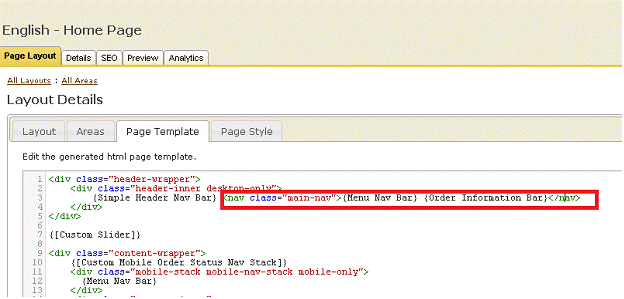 English - Home Page
Page Layout Details SEO Preview Analytics
All Layouts : All Areas
Layout Details
Layout Areas Page Template Page Style
Edit the generated html page template.
1 <div class="header-wrapper">
2 <div class="header-inner desktop-only">
3 {Simple Header Nav Bar} <nav class="main-nav">{Menu Nav Bar} {Order Information Bar}</nav>
4 </div>
5 </div>
6
7 {[Custom Slider]}
8
9 <div class="content-wrapper">
10 {[Custom Mobile Order Status Nav Stack]}
11 <div class="mobile-stack mobile-nav-stack mobile-only">
12 {Menu Nav Bar}
13 </div>